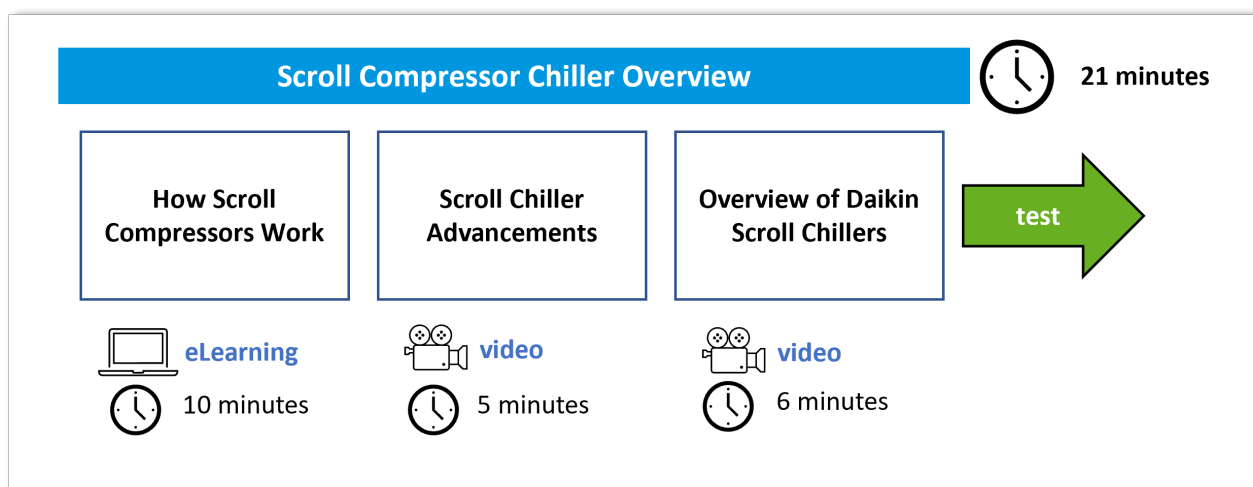 Scroll Compressor Chiller Overview
21 minutes
How Scroll
Compressors Work
Scroll Chiller
Advancements
Overview of Daikin
Scroll Chillers
test
eLearning
video
video
10 minutes
5 minutes
6 minutes